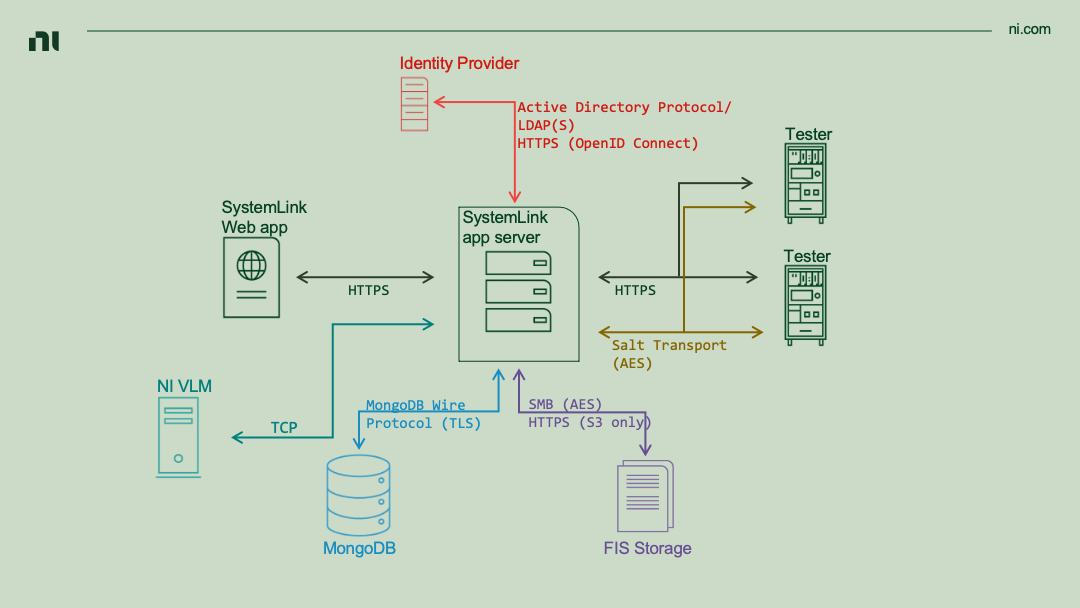 ni
ni.com
Identity Provider
Active Directory Protocol/
LDAP(S)
HTTPS (OpenID Connect)
Tester
SystemLink
Web app
SystemLink
app server
Tester
HTTPS
HTTPS
Salt Transport
(AES)
NI VLM
TCP
MongoDB Wire
Protocol (TLS)
SMB (AES)
HTTPS (S3 only)
MongoDB
FIS Storage